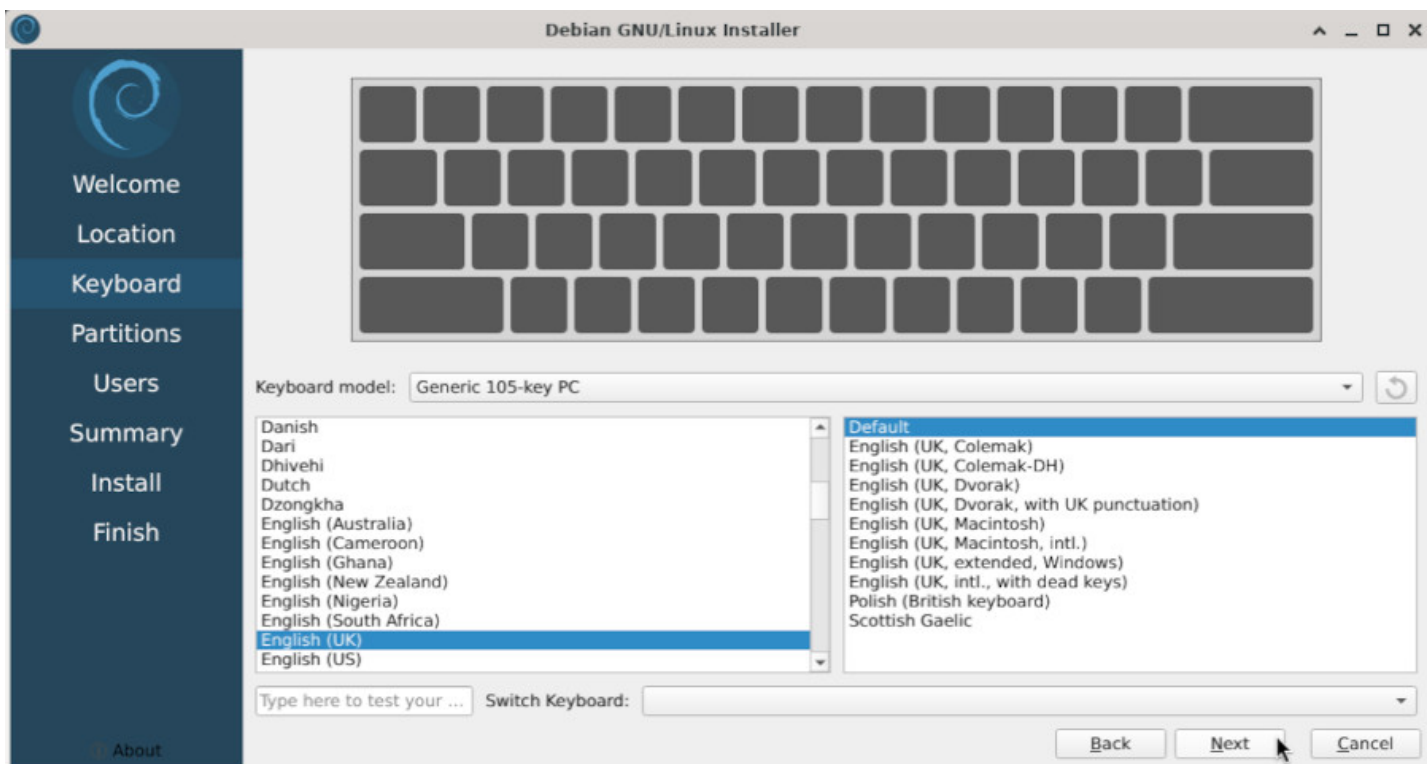 Debian GNU/Linux Installer
Welcome
Location
Keyboard
Partitions
Users
Summary
Install
Finish
About
Keyboard model: Generic 105-key PC
Danish
Dari
Dhivehi
Dutch
Dzongkha
English (Australia)
English (Cameroon)
English (Ghana)
English (New Zealand)
English (Nigeria)
English (South Africa)
English (UK)
English (US)
Default
English (UK, Colemak)
English (UK, Colemak-DH)
English (UK, Dvorak)
English (UK, Dvorak, with UK punctuation)
English (UK, Macintosh)
English (UK, Macintosh, intl.)
English (UK, extended, Windows)
English (UK, intl., with dead keys)
Polish (British keyboard)
Scottish Gaelic
Type here to test your ... Switch Keyboard:
Back Next Cancel